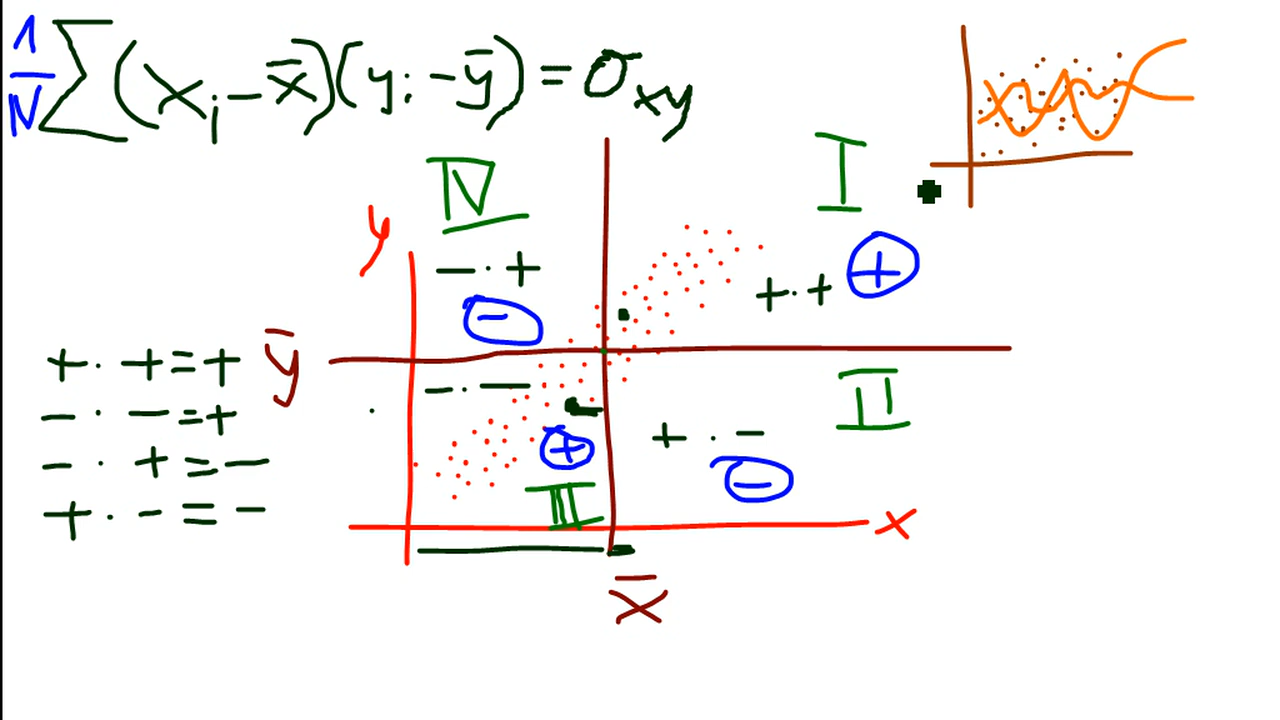 1/N ∑(xᵢ-x̄)(yᵢ-ȳ) = σxy
IV
I
y
- · +
-
+ · +
+
ȳ
+ · + = +
- · - = +
- · + = -
+ · - = -
- · -
+
III
II
+ · -
-
x
x̄